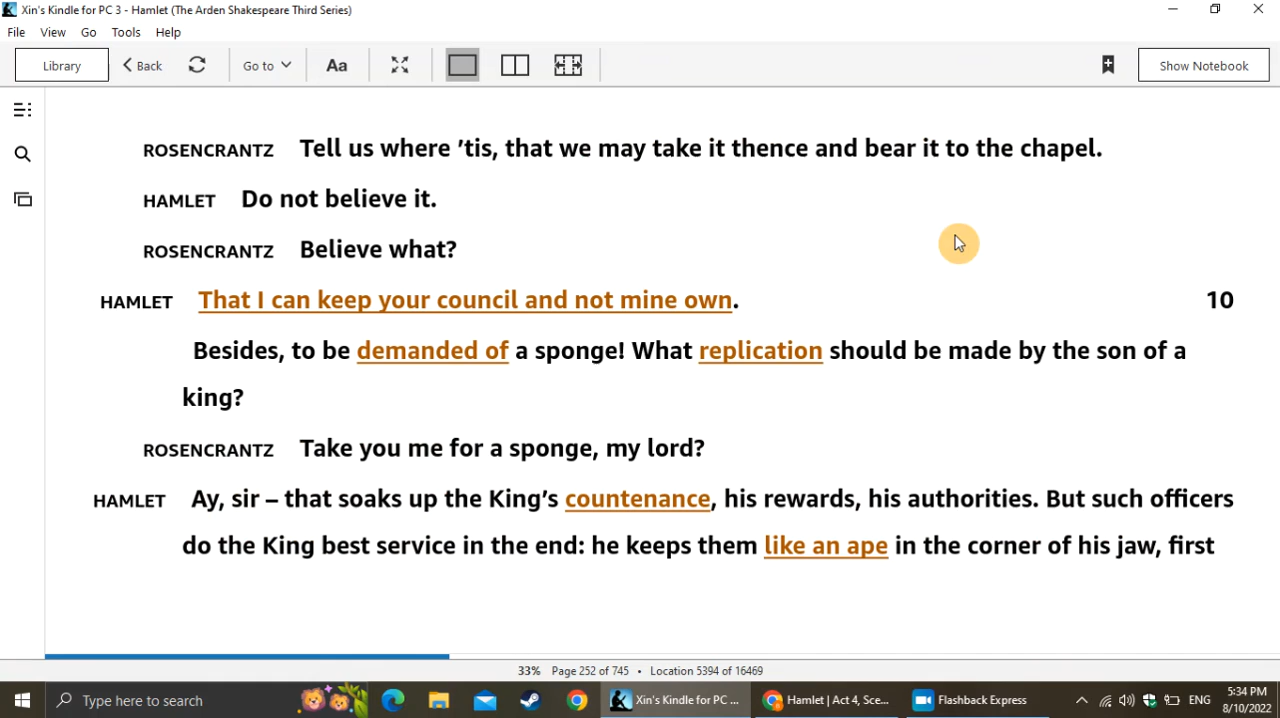 Xin's Kindle for PC 3 - Hamlet (The Arden Shakespeare Third Series)
File View Go Tools Help
Library Back Go to Aa Show Notebook
ROSENCRANTZ Tell us where ’tis, that we may take it thence and bear it to the chapel.
HAMLET Do not believe it.
ROSENCRANTZ Believe what?
HAMLET That I can keep your council and not mine own. 10
Besides, to be demanded of a sponge! What replication should be made by the son of a
king?
ROSENCRANTZ Take you me for a sponge, my lord?
HAMLET Ay, sir – that soaks up the King’s countenance, his rewards, his authorities. But such officers
do the King best service in the end: he keeps them like an ape in the corner of his jaw, first
33% Page 252 of 745 • Location 5394 of 16469
Type here to search Xin's Kindle for PC ... Hamlet | Act 4, Sce... Flashback Express ENG 5:34 PM
8/10/2022